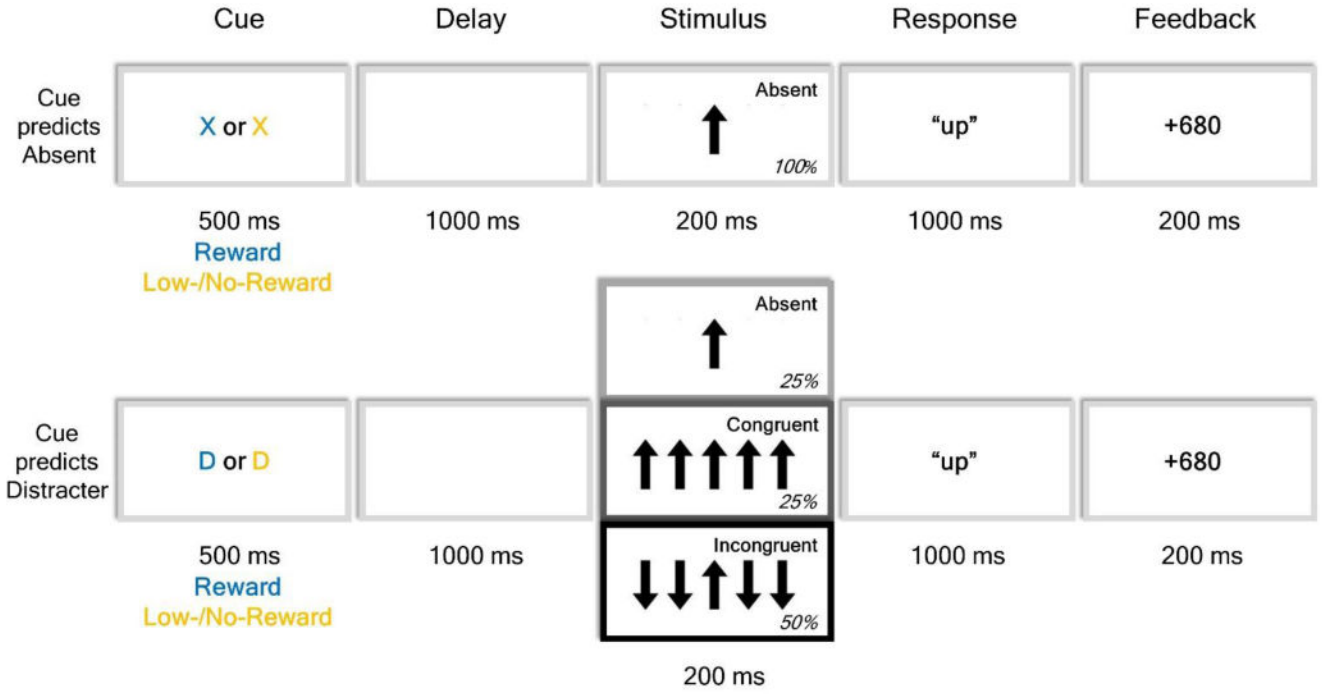 Cue Delay Stimulus Response Feedback
Cue
predicts
Absent
X or X
Absent
100%
“up”
+680
500 ms 1000 ms 200 ms 1000 ms 200 ms
Reward
Low-/No-Reward
Absent
25%
Cue
predicts
Distracter
D or D
Congruent
25%
“up”
+680
Incongruent
50%
500 ms 1000 ms 1000 ms 200 ms
Reward
Low-/No-Reward
200 ms